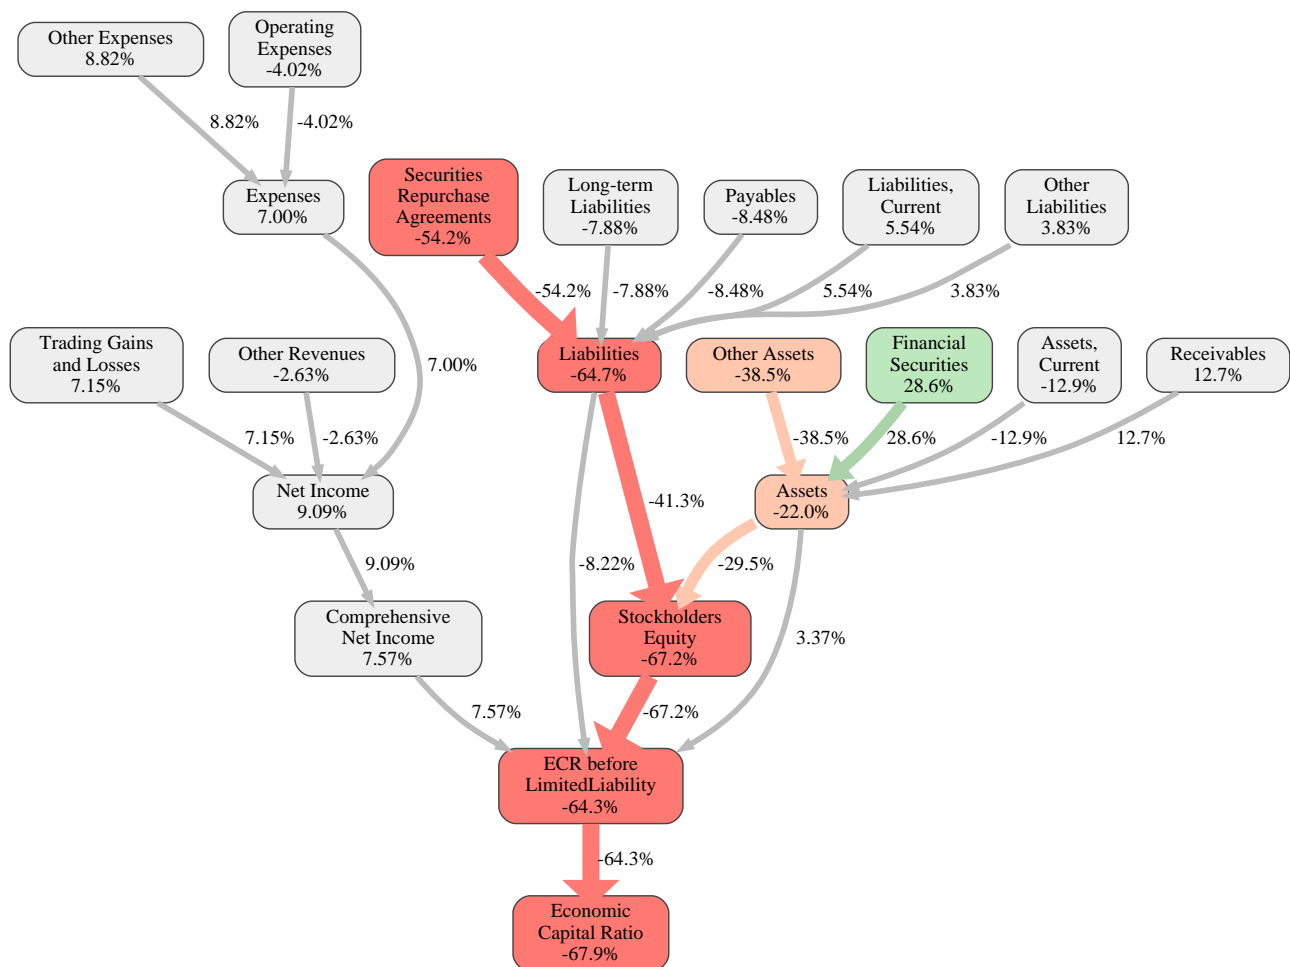 Other Expenses
8.82%
Operating
Expenses
-4.02%
8.82%
-4.02%
Expenses
7.00%
Securities
Repurchase
Agreements
-54.2%
Long-term
Liabilities
-7.88%
Payables
-8.48%
Liabilities,
Current
5.54%
Other
Liabilities
3.83%
-54.2%
-7.88%
-8.48%
5.54%
3.83%
Trading Gains
and Losses
7.15%
Other Revenues
-2.63%
7.00%
Liabilities
-64.7%
Other Assets
-38.5%
Financial
Securities
28.6%
Assets,
Current
-12.9%
Receivables
12.7%
7.15%
-2.63%
-38.5%
28.6%
-12.9%
12.7%
Net Income
9.09%
-41.3%
Assets
-22.0%
9.09%
-8.22%
-29.5%
Comprehensive
Net Income
7.57%
Stockholders
Equity
-67.2%
3.37%
7.57%
-67.2%
ECR before
LimitedLiability
-64.3%
-64.3%
Economic
Capital Ratio
-67.9%